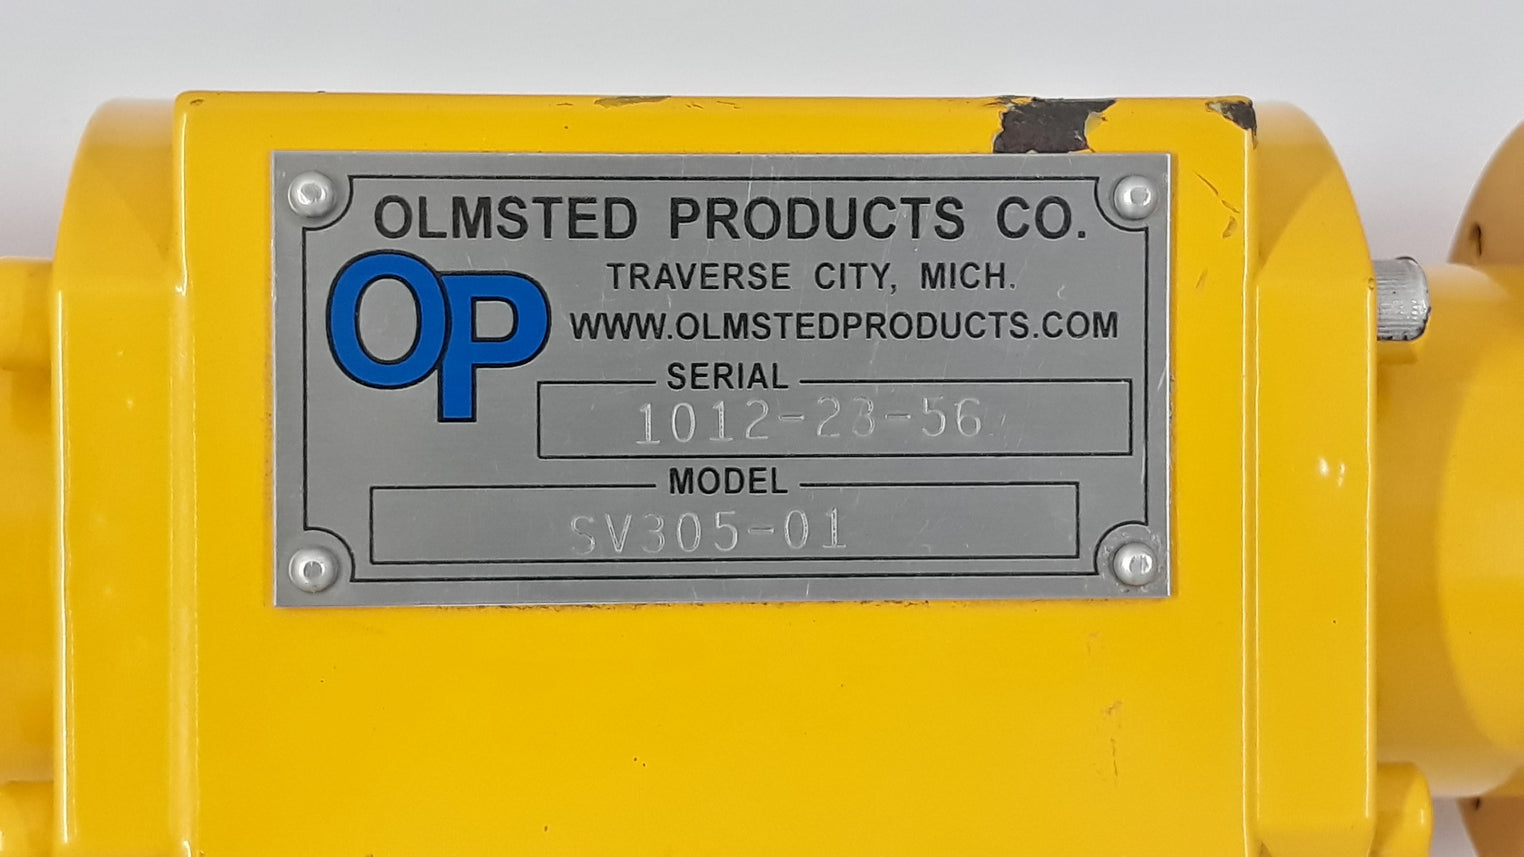 OLMSTED PRODUCTS CO.
OP
TRAVERSE CITY, MICH.
WWW.OLMSTEDPRODUCTS.COM
SERIAL
1012-23-56
MODEL
SV305-01